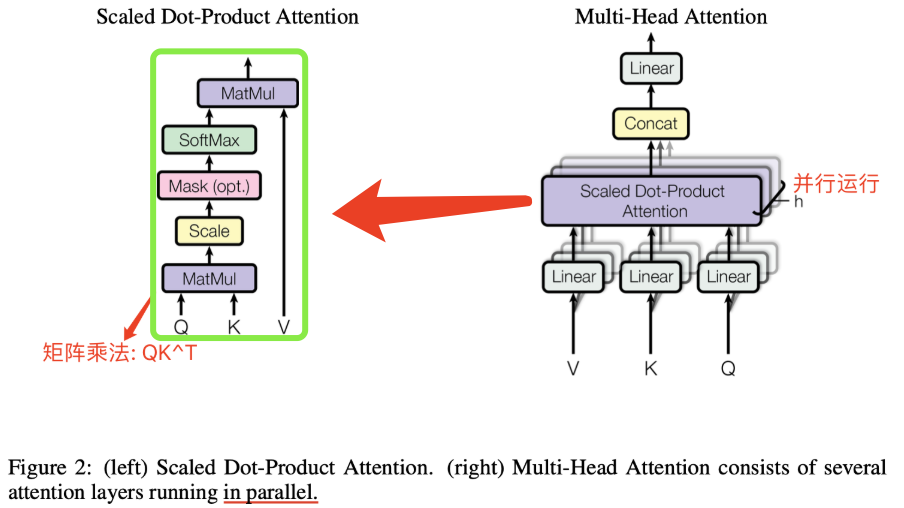 Scaled Dot-Product Attention
MatMul
SoftMax
Mask (opt.)
Scale
MatMul
Q K V
矩阵乘法: QK^T
Multi-Head Attention
Linear
Concat
Scaled Dot-Product
Attention
并行运行
h
Linear Linear Linear
V K Q
Figure 2: (left) Scaled Dot-Product Attention. (right) Multi-Head Attention consists of several
attention layers running in parallel.